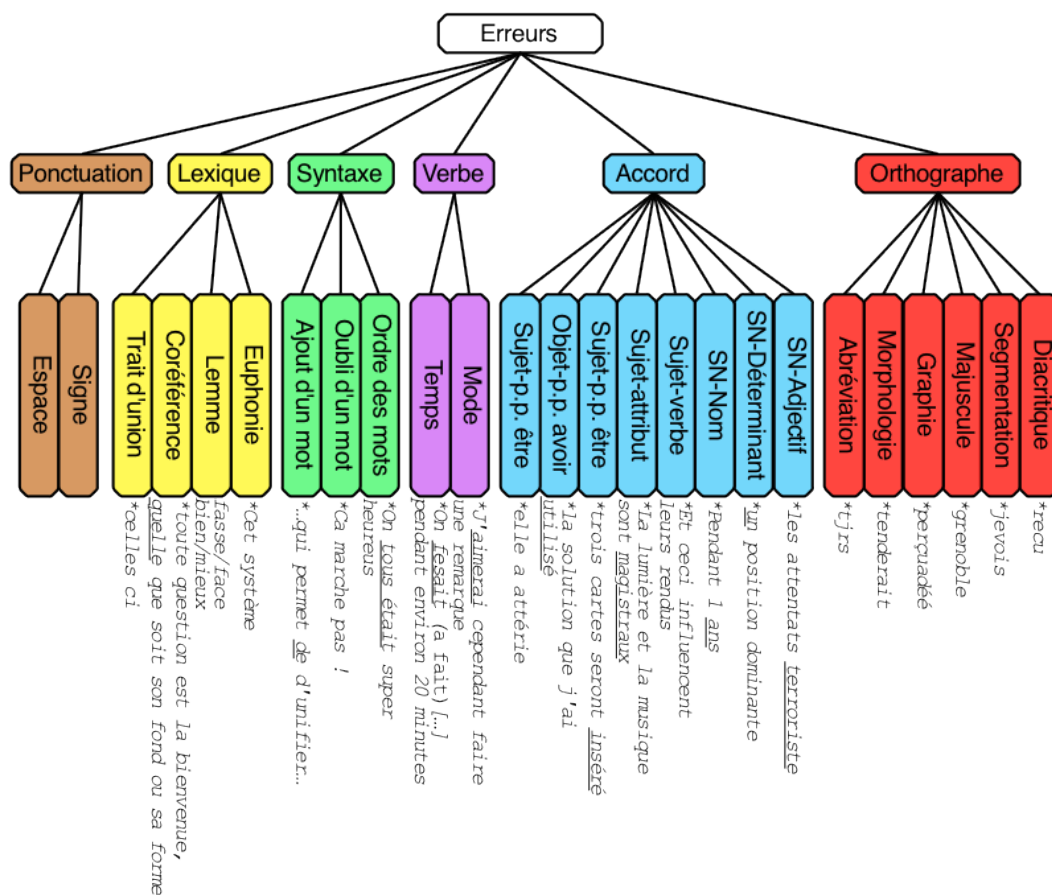 Erreurs
Ponctuation
Lexique
Syntaxe
Verbe
Accord
Orthographe
Espace
Signe
Trait d'union
Coréférence
Lemme
Euphonie
Ajout d'un mot
Oubli d'un mot
Ordre des mots
Temps
Mode
Sujet-p.p. être
Objet-p.p. avoir
Sujet-p.p. être
Sujet-attribut
Sujet-verbe
SN-Nom
SN-Déterminant
SN-Adjectif
Abréviation
Morphologie
Graphie
Majuscule
Segmentation
Diacritique
*celles ci
*toute question est la bienvenue,
quelle que soit son fond ou sa forme
fasse/face
bien/mieux
*Cet système
*...qui permet de d'unifier...
*Ca marche pas !
*On tous était super
heureus
*On fesait (a fait) […]
pendant environ 20 minutes
*J'aimerai cependant faire
une remarque
*elle a attérie
*la solution que j'ai
utilisé
*trois cartes seront inséré
*La lumière et la musique
sont magistraux
*Et ceci influencent
leurs rendus
*Pendant 1 ans
*un position dominante
*les attentats terroriste
*tjrs
*tenderait
*perçuadéé
*grenoble
*jevois
*recu